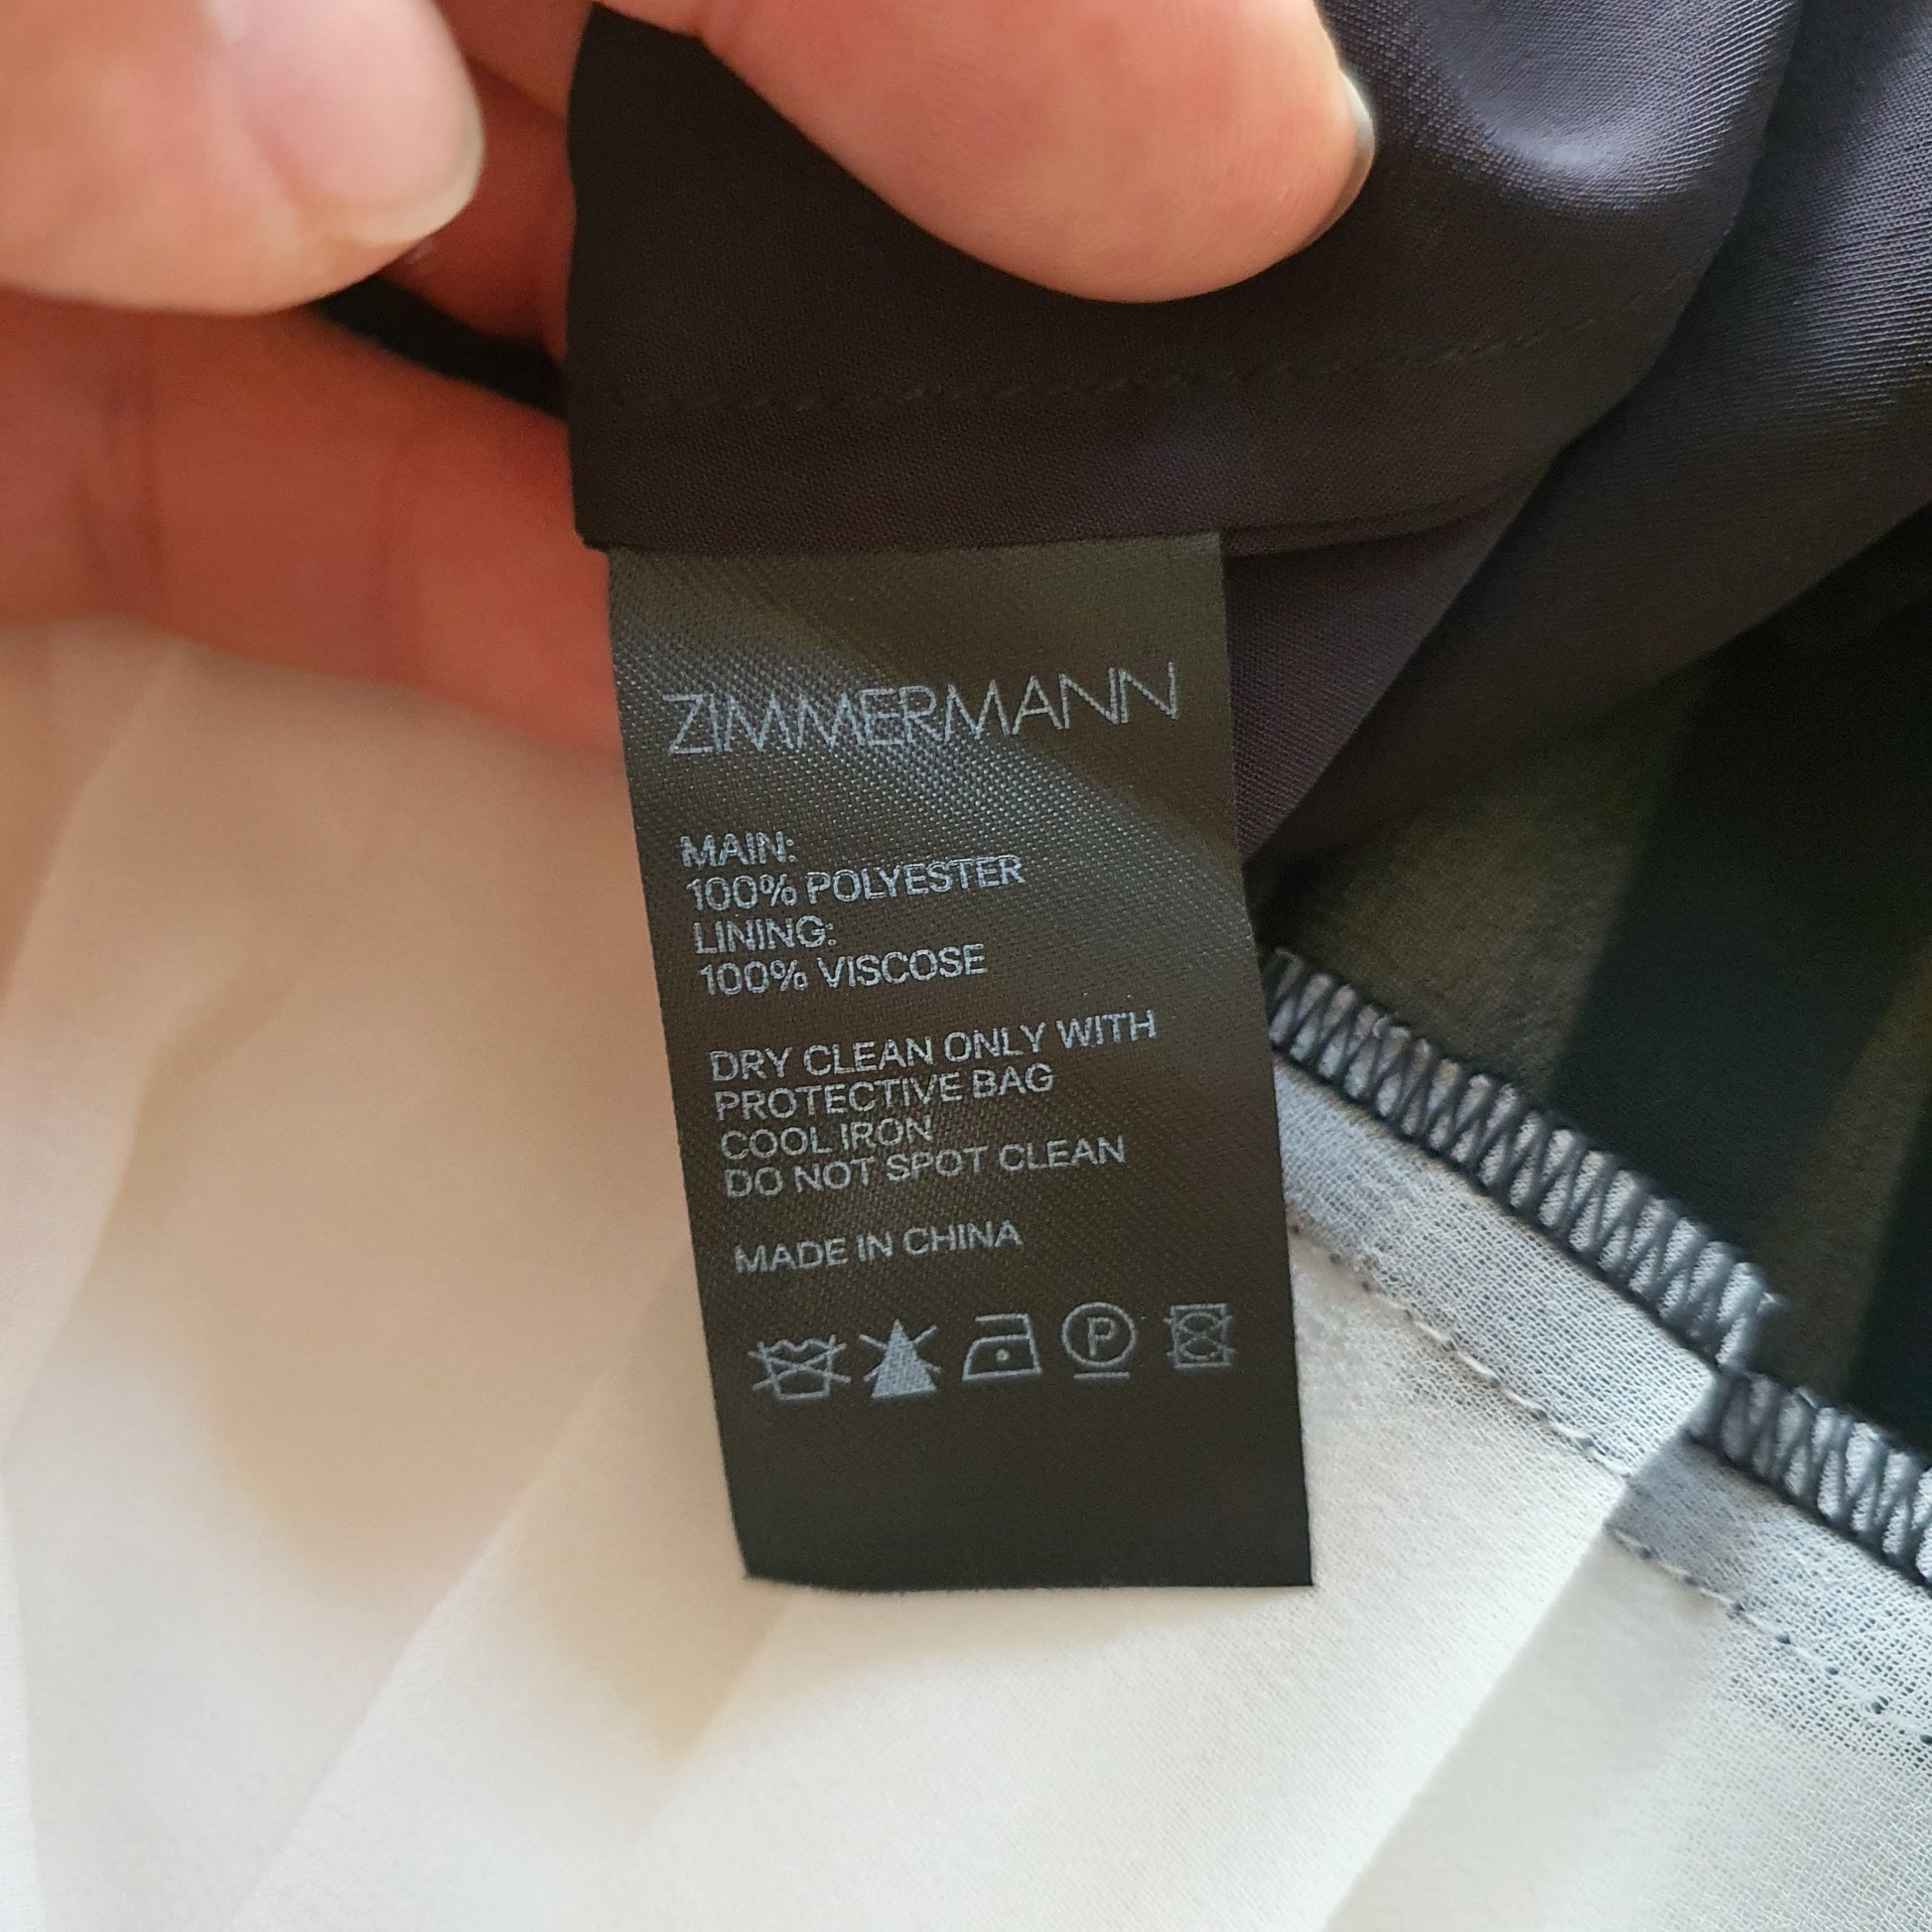 ZIMMERMANN
MAIN:
100% POLYESTER
LINING:
100% VISCOSE
DRY CLEAN ONLY WITH
PROTECTIVE BAG
COOL IRON
DO NOT SPOT CLEAN
MADE IN CHINA
P